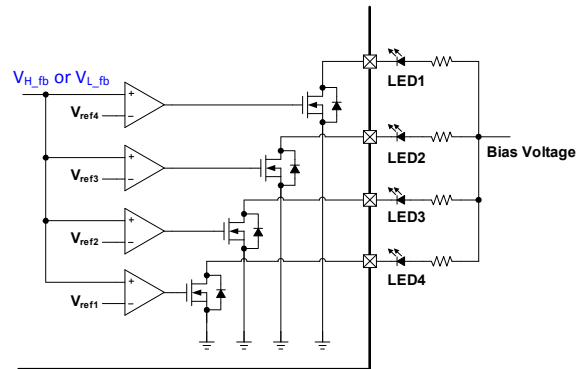 V_H_fb or V_L_fb
+
V_ref4 −
LED1
+
V_ref3 −
LED2
Bias Voltage
+
V_ref2 −
LED3
+
V_ref1 −
LED4